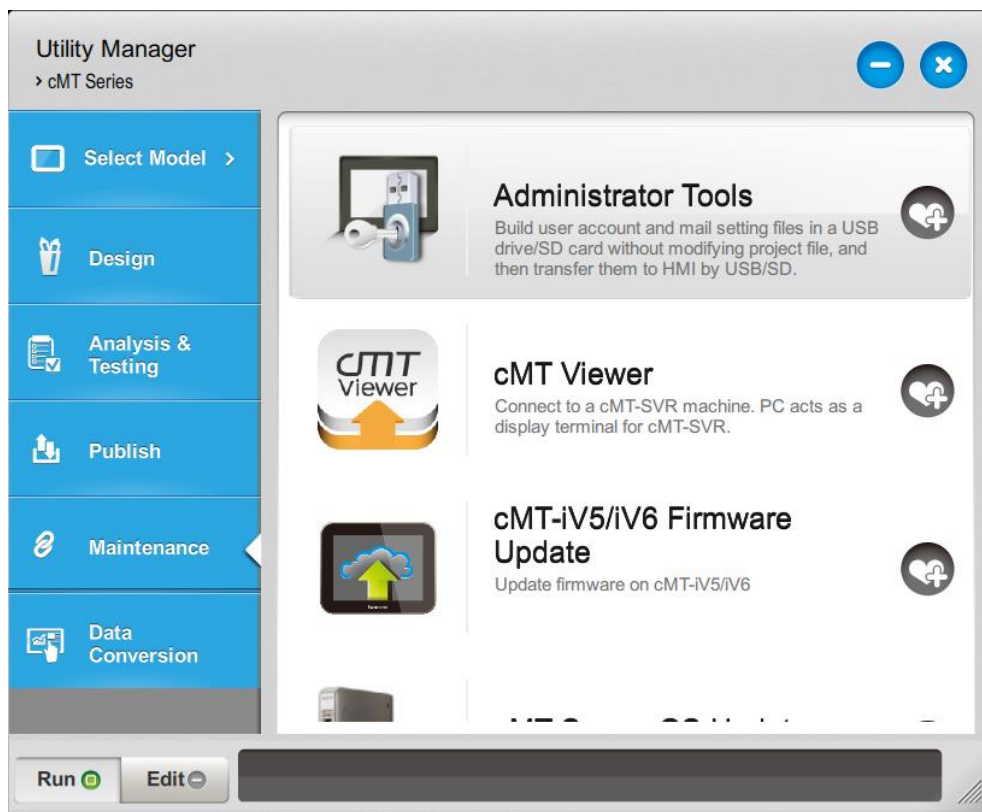 Utility Manager
› cMT Series
Select Model ›
Design
Analysis &
Testing
Publish
Maintenance
Data
Conversion
Administrator Tools
Build user account and mail setting files in a USB
drive/SD card without modifying project file, and
then transfer them to HMI by USB/SD.
cMT
Viewer
cMT Viewer
Connect to a cMT-SVR machine. PC acts as a
display terminal for cMT-SVR.
cMT-iV5/iV6 Firmware
Update
Update firmware on cMT-iV5/iV6
Run
Edit